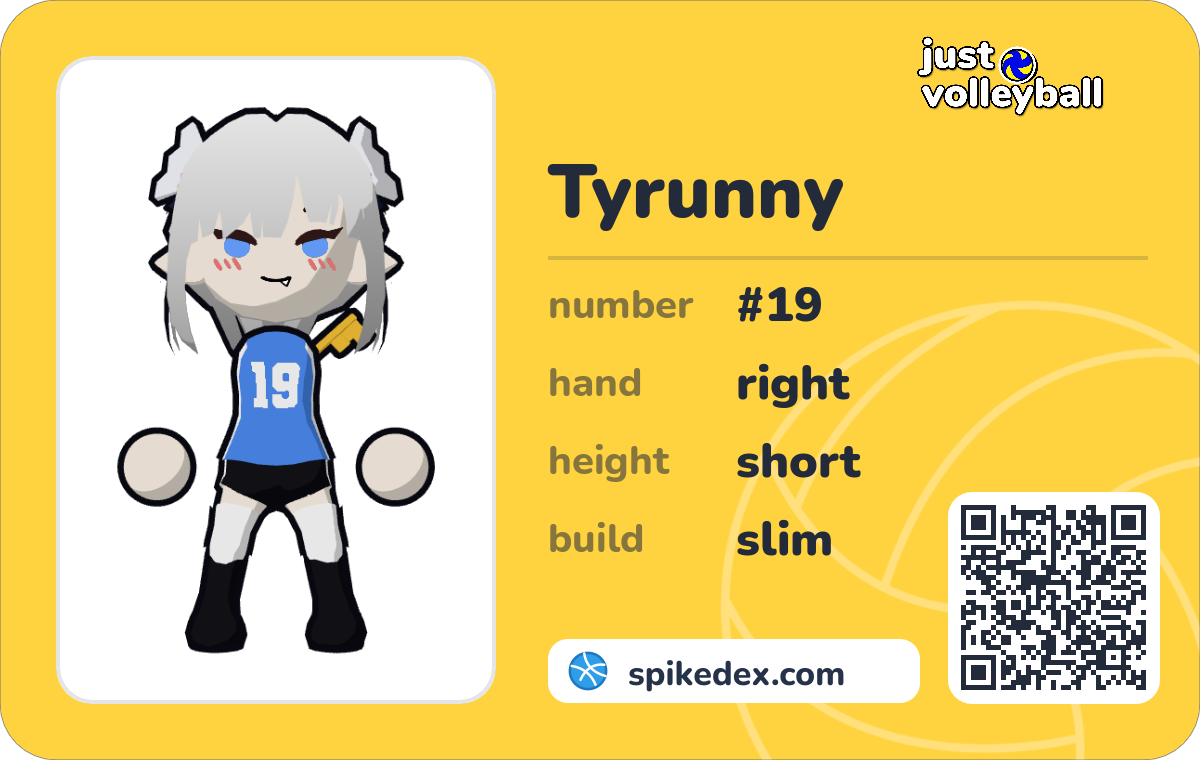 just
volleyball
Tyrunny
number #19
hand right
height short
build slim
19
spikedex.com